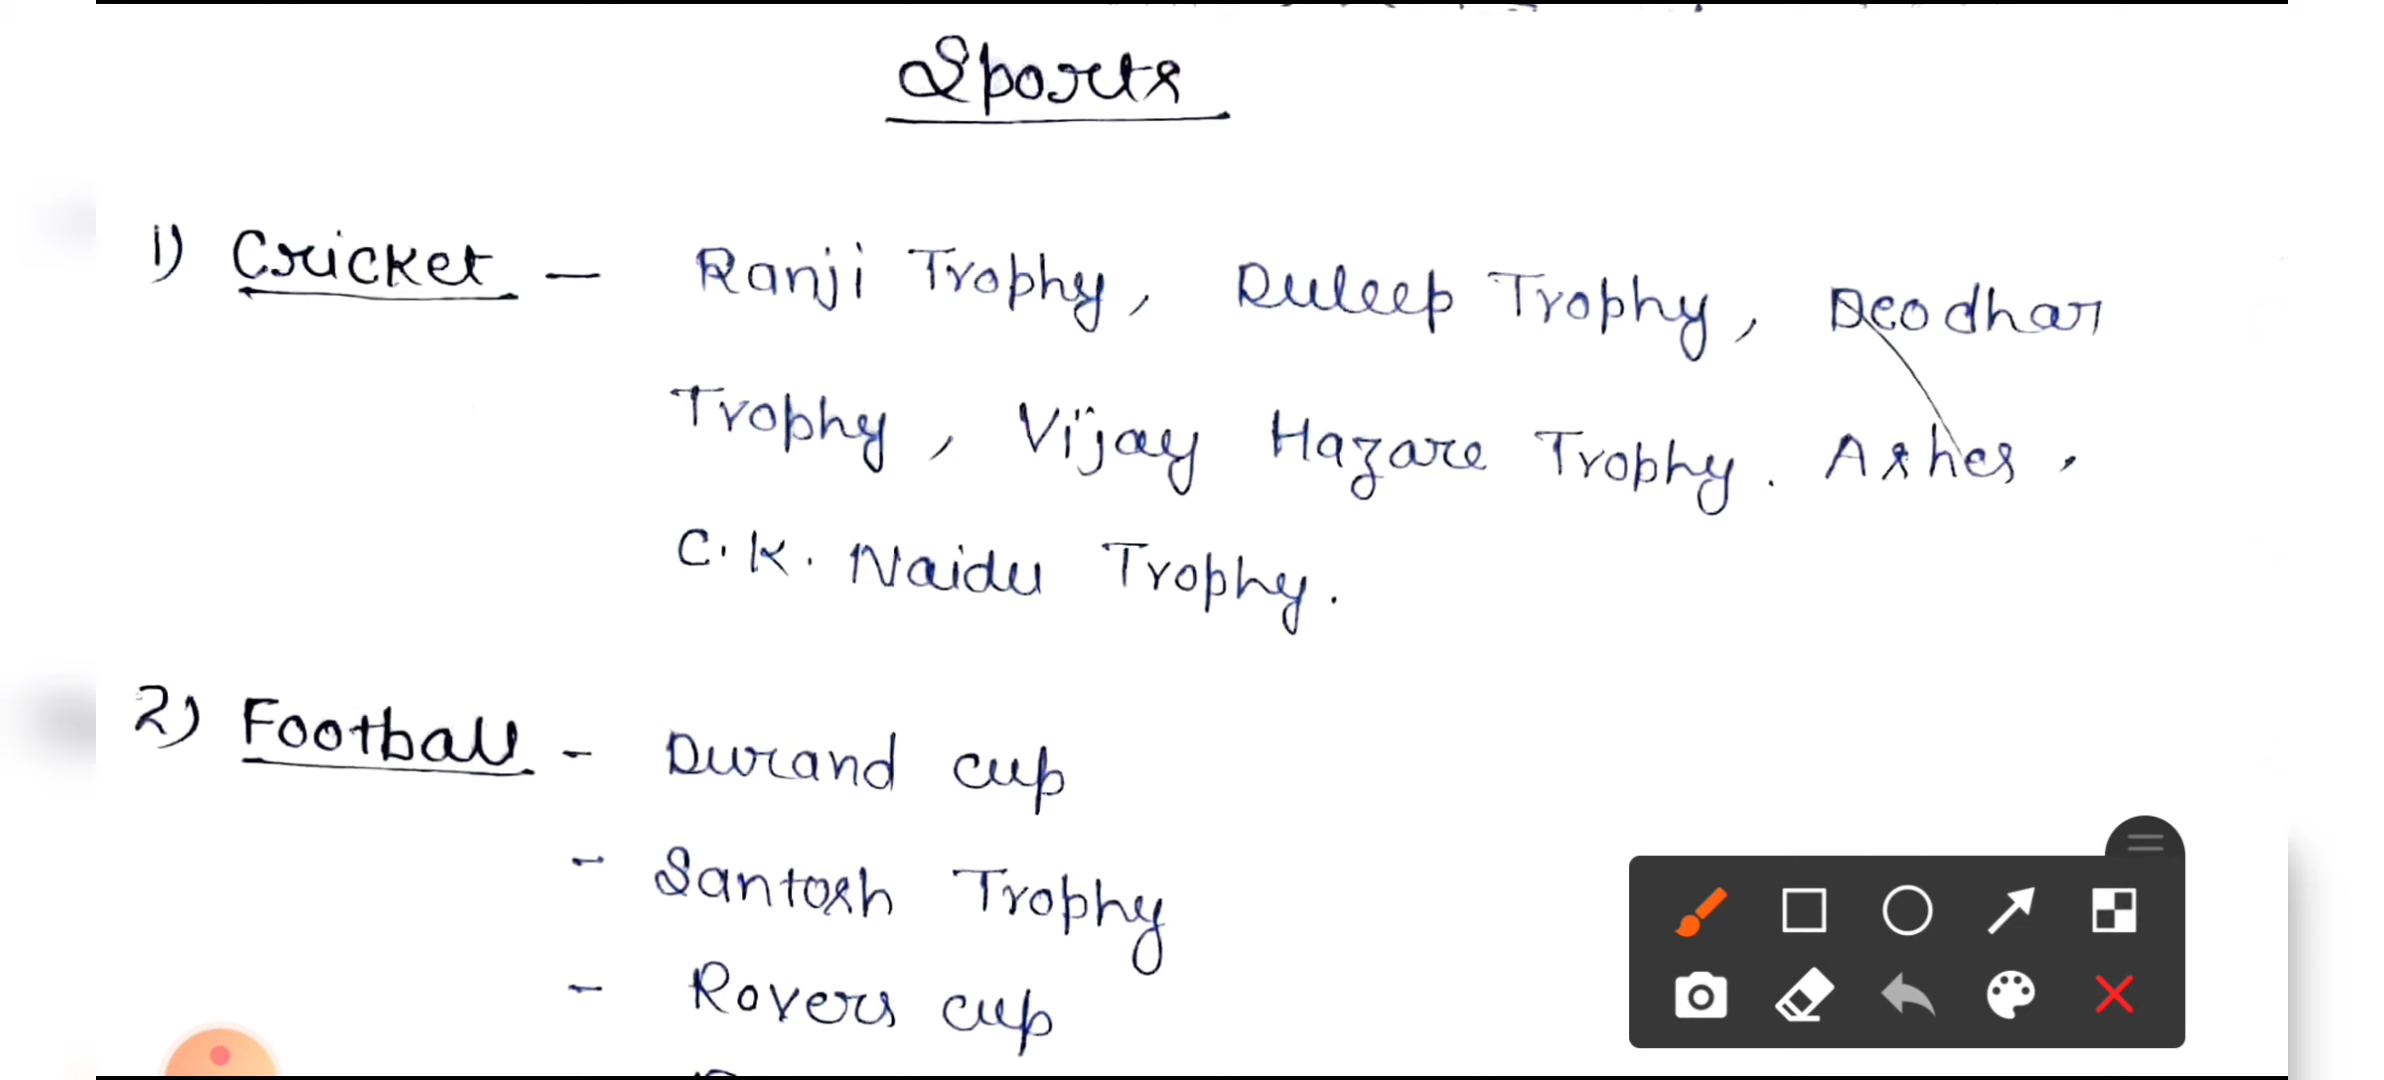 Sports
1) Cricket - Ranji Trophy, Duleep Trophy, Deodhar
Trophy, Vijay Hazare Trophy. Ashes,
C.K. Naidu Trophy.
2) Football - Durand cup
- Santosh Trophy
- Rovers cup